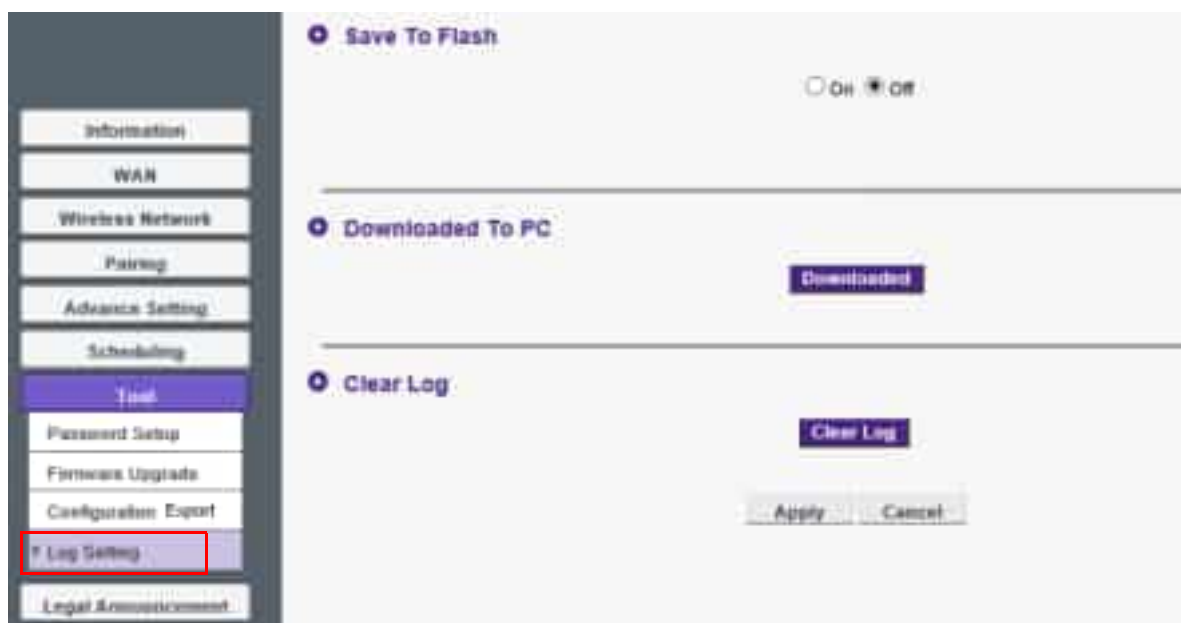 Information
WAN
Wireless Network
Pairing
Advance Setting
Scheduling
Tool
Password Setup
Firmware Upgrade
Configuration Export
Log Setting
Legal Announcement
Save To Flash
On Off
Downloaded To PC
Downloaded
Clear Log
Clear Log
Apply Cancel